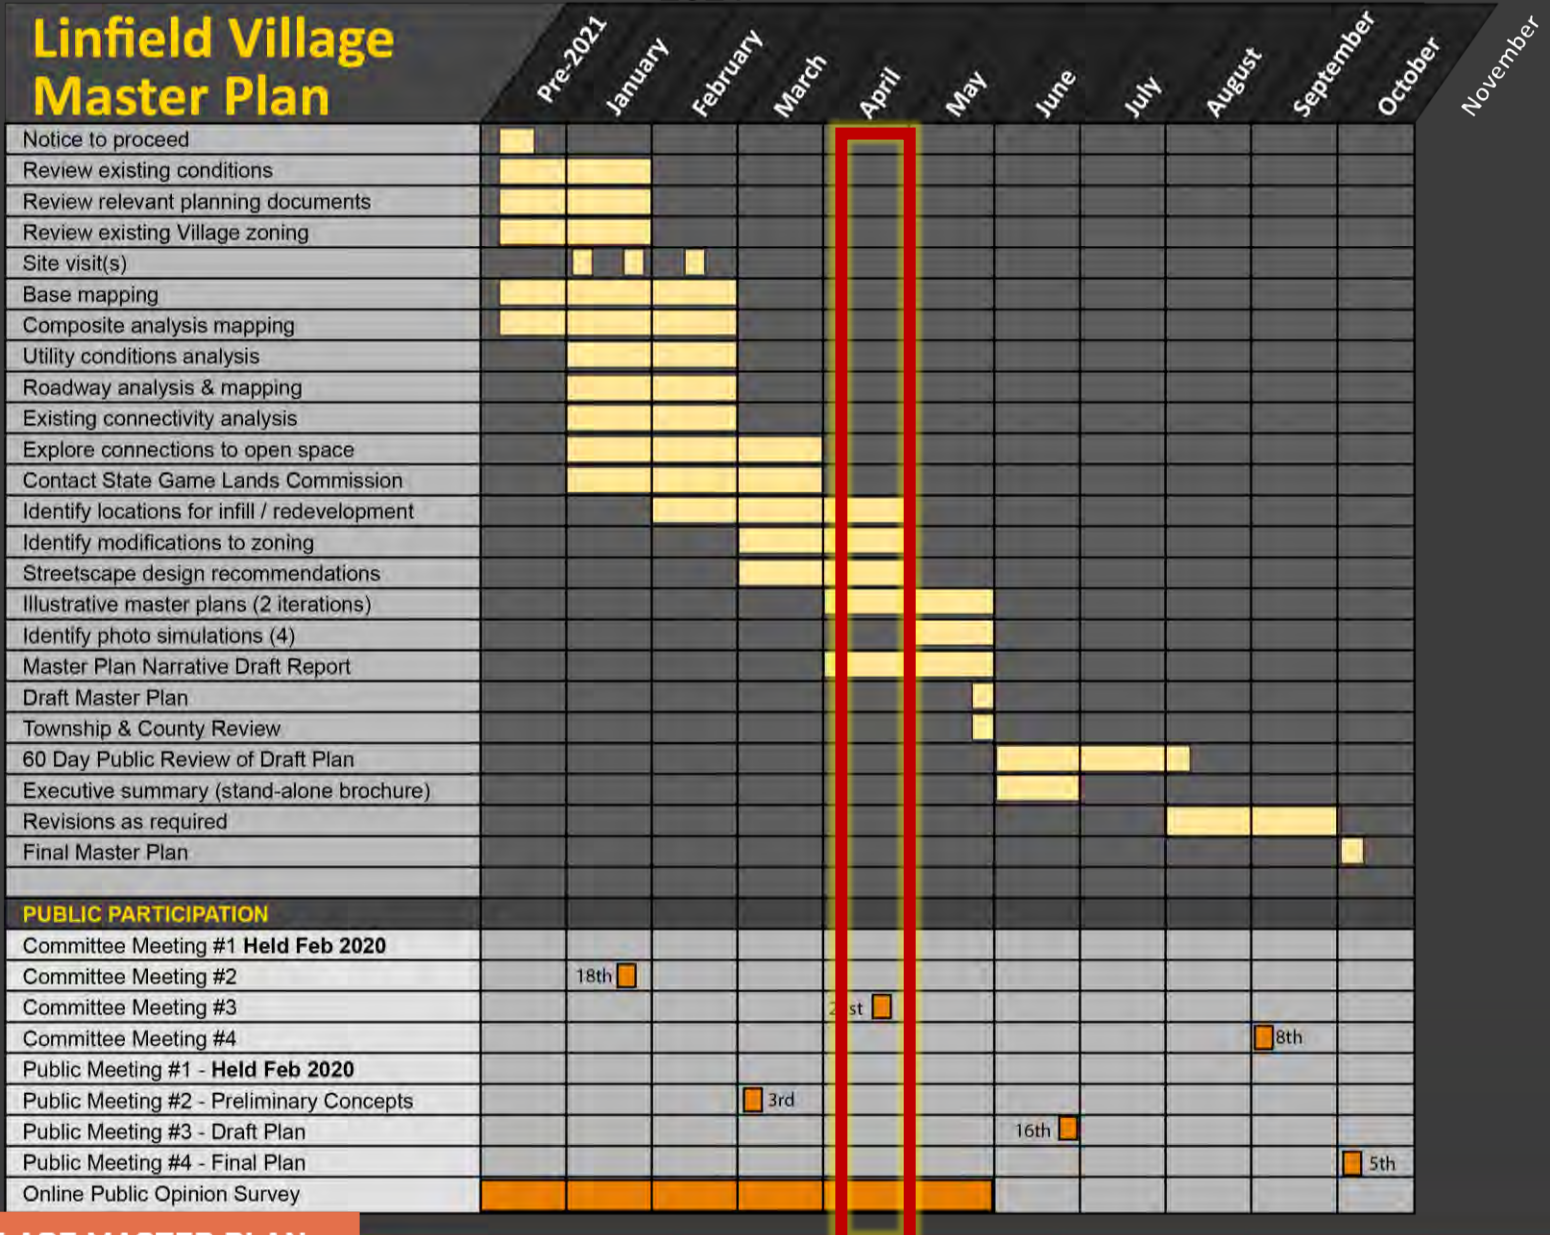 Linfield Village
Master Plan
Pre-2021
January
February
March
April
May
June
July
August
September
October
November
Notice to proceed
Review existing conditions
Review relevant planning documents
Review existing Village zoning
Site visit(s)
Base mapping
Composite analysis mapping
Utility conditions analysis
Roadway analysis & mapping
Existing connectivity analysis
Explore connections to open space
Contact State Game Lands Commission
Identify locations for infill / redevelopment
Identify modifications to zoning
Streetscape design recommendations
Illustrative master plans (2 iterations)
Identify photo simulations (4)
Master Plan Narrative Draft Report
Draft Master Plan
Township & County Review
60 Day Public Review of Draft Plan
Executive summary (stand-alone brochure)
Revisions as required
Final Master Plan
PUBLIC PARTICIPATION
Committee Meeting #1 Held Feb 2020
Committee Meeting #2 18th
Committee Meeting #3
Committee Meeting #4 8th
Public Meeting #1 - Held Feb 2020
Public Meeting #2 - Preliminary Concepts 3rd
Public Meeting #3 - Draft Plan 16th
Public Meeting #4 - Final Plan 5th
Online Public Opinion Survey